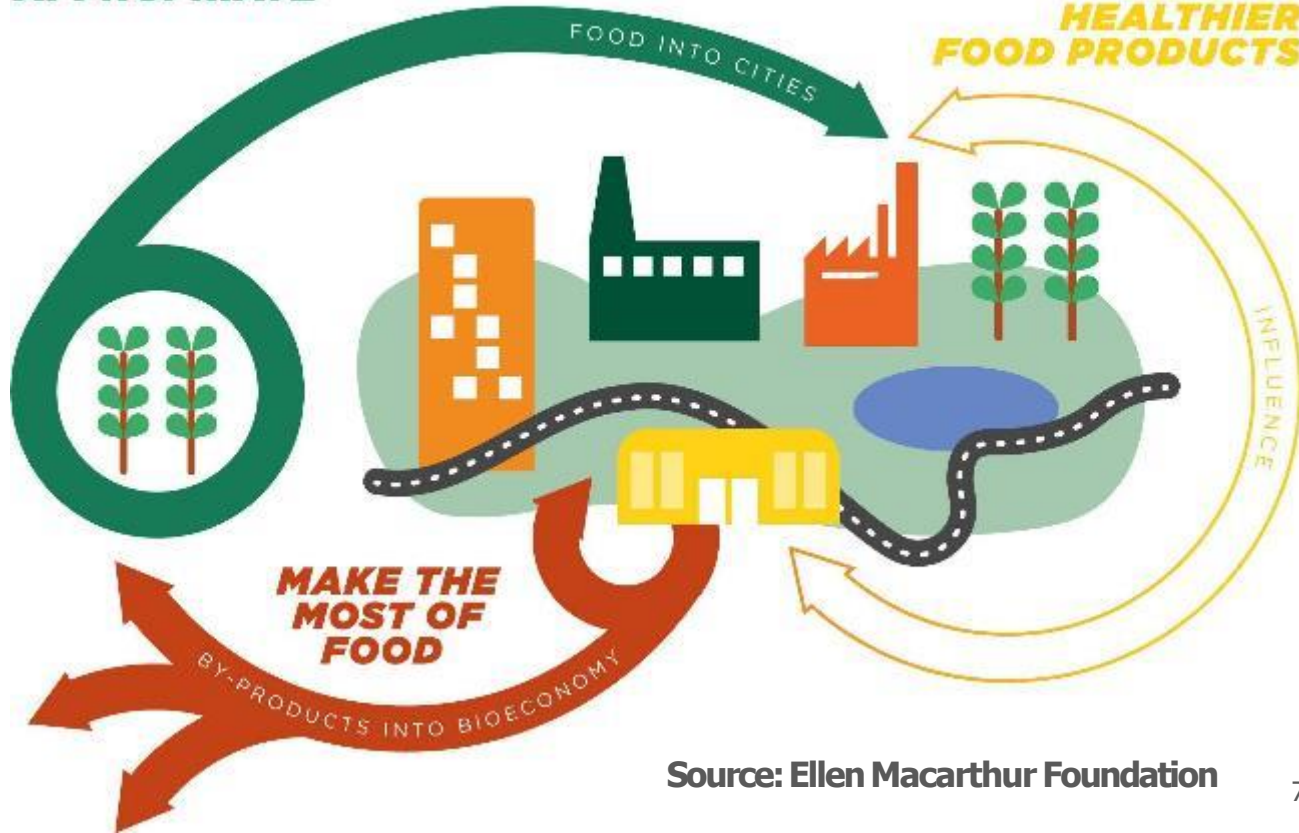 FOOD INTO CITIES
HEALTHIER
FOOD PRODUCTS
INFLUENCE
MAKE THE
MOST OF
FOOD
BY-PRODUCTS INTO BIOECONOMY
Source: Ellen Macarthur Foundation
7